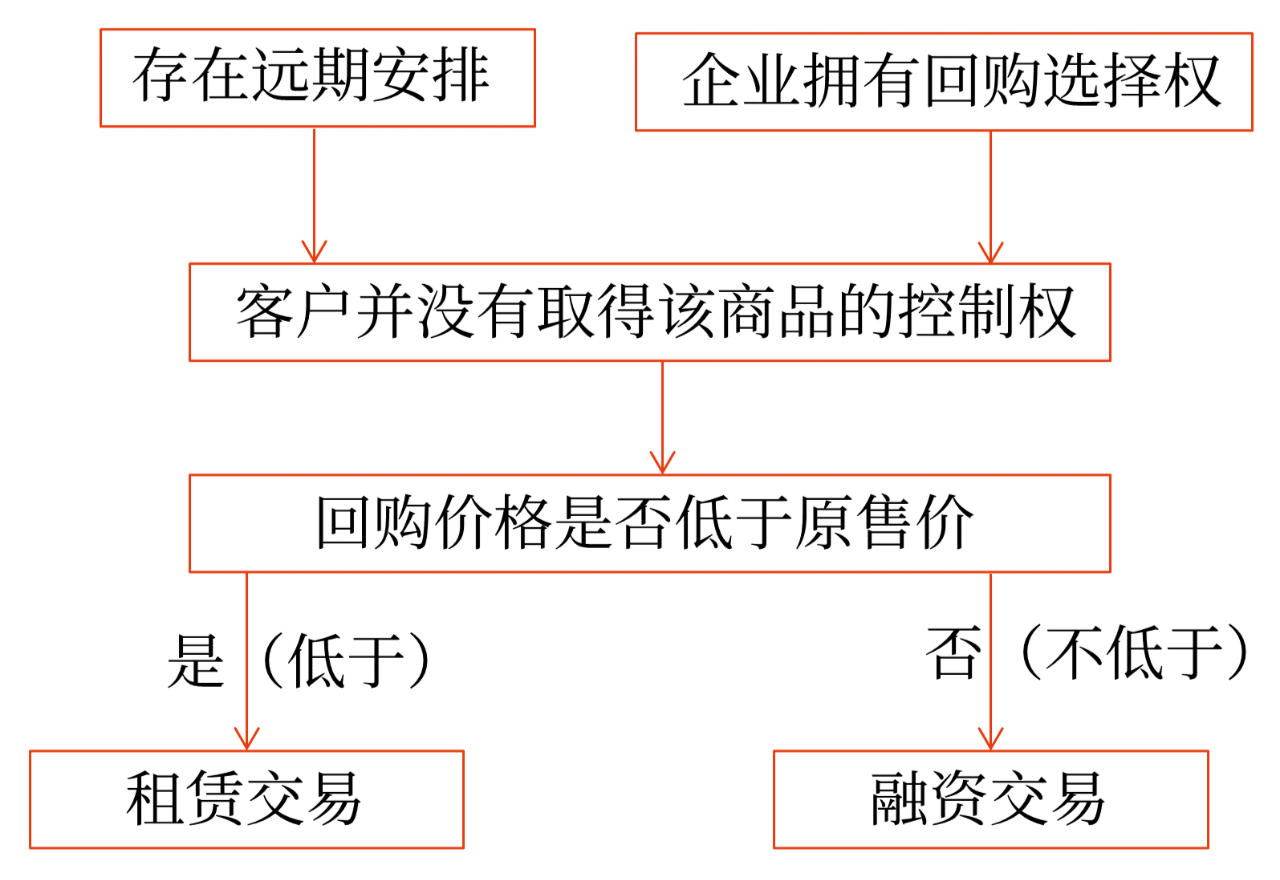 存在远期安排
企业拥有回购选择权
客户并没有取得该商品的控制权
回购价格是否低于原售价
是（低于）
否（不低于）
租赁交易
融资交易